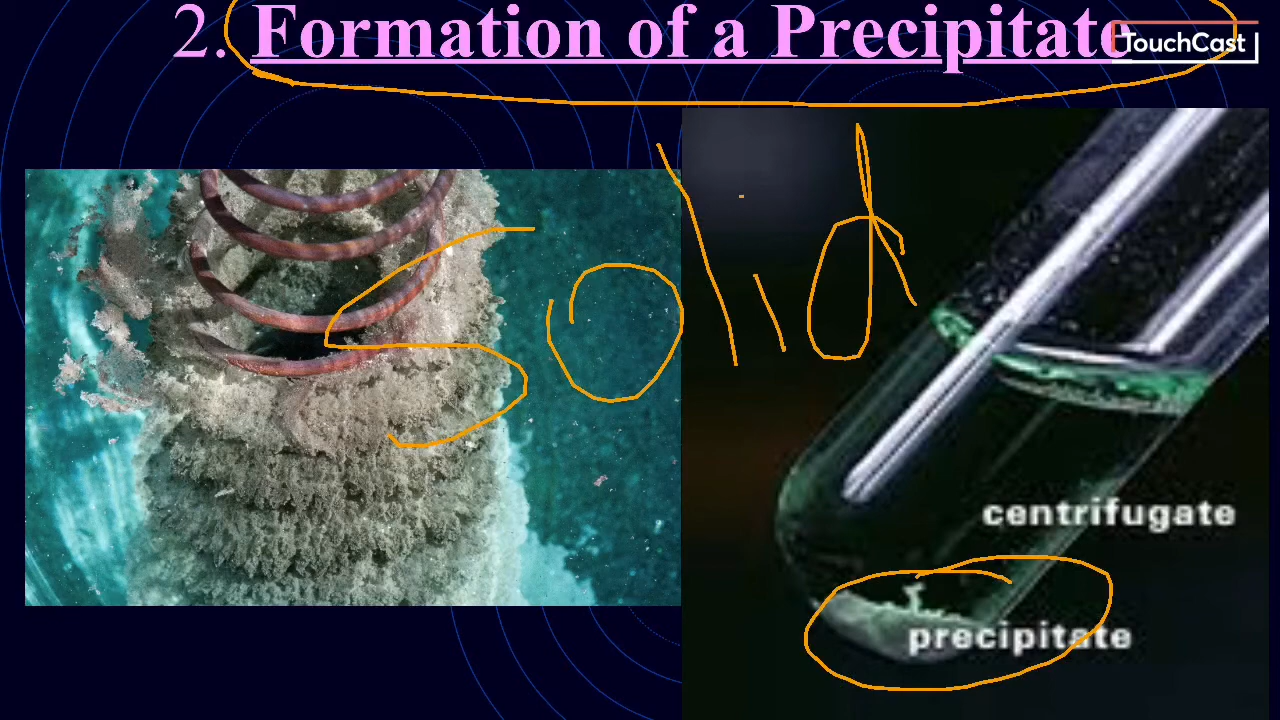 2. Formation of a Precipitate
TouchCast
solid
centrifugate
precipitate